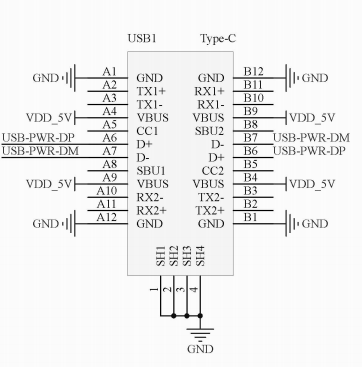 USB1 Type-C
A1 GND GND B12
GND GND
A2 TX1+ RX1+ B11
A3 TX1- RX1- B10
A4 VBUS VBUS B9
VDD_5V VDD_5V
A5 CC1 SBU2 B8
USB-PWR-DP A6 D+ D- B7 USB-PWR-DM
USB-PWR-DM A7 D- D+ B6 USB-PWR-DP
A8 SBU1 CC2 B5
A9 VBUS VBUS B4
VDD_5V VDD_5V
A10 RX2- TX2- B3
A11 RX2+ TX2+ B2
A12 GND GND B1
GND GND
SH1 SH2 SH3 SH4
1 2 3 4
GND